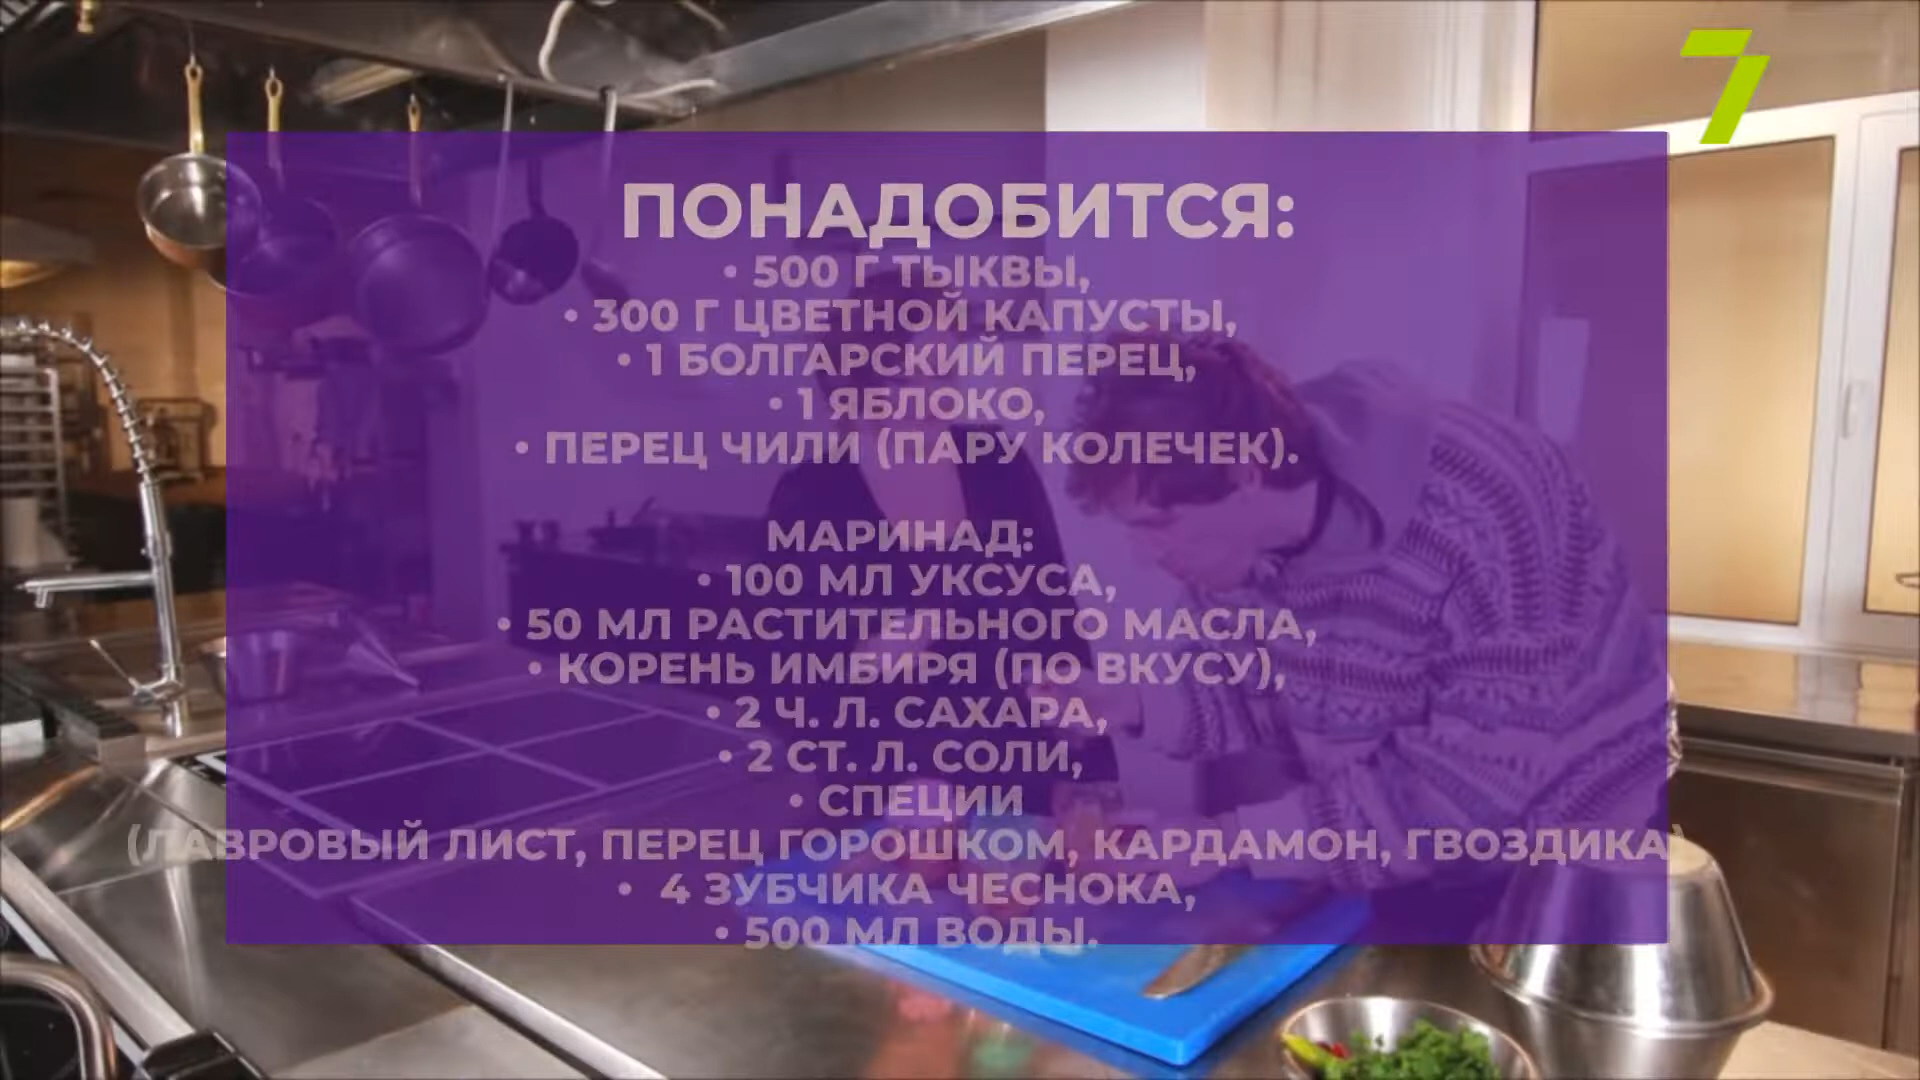 7
ПОНАДОБИТСЯ:
• 500 Г ТЫКВЫ,
• 300 Г ЦВЕТНОЙ КАПУСТЫ,
• 1 БОЛГАРСКИЙ ПЕРЕЦ,
• 1 ЯБЛОКО,
• ПЕРЕЦ ЧИЛИ (ПАРУ КОЛЕЧЕК).
МАРИНАД:
• 100 МЛ УКСУСА,
• 50 МЛ РАСТИТЕЛЬНОГО МАСЛА,
• КОРЕНЬ ИМБИРЯ (ПО ВКУСУ),
• 2 Ч. Л. САХАРА,
• 2 СТ. Л. СОЛИ,
• СПЕЦИИ
(ЛАВРОВЫЙ ЛИСТ, ПЕРЕЦ ГОРОШКОМ, КАРДАМОН, ГВОЗДИКА)
• 4 ЗУБЧИКА ЧЕСНОКА,
• 500 МЛ ВОДЫ.